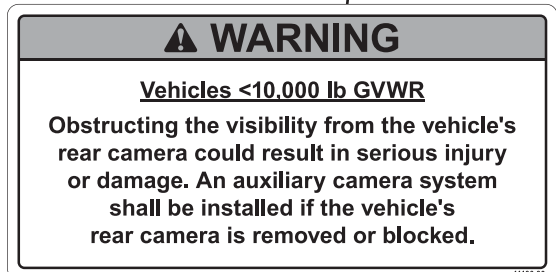 WARNING
Vehicles <10,000 lb GVWR
Obstructing the visibility from the vehicle's
rear camera could result in serious injury
or damage. An auxiliary camera system
shall be installed if the vehicle's
rear camera is removed or blocked.